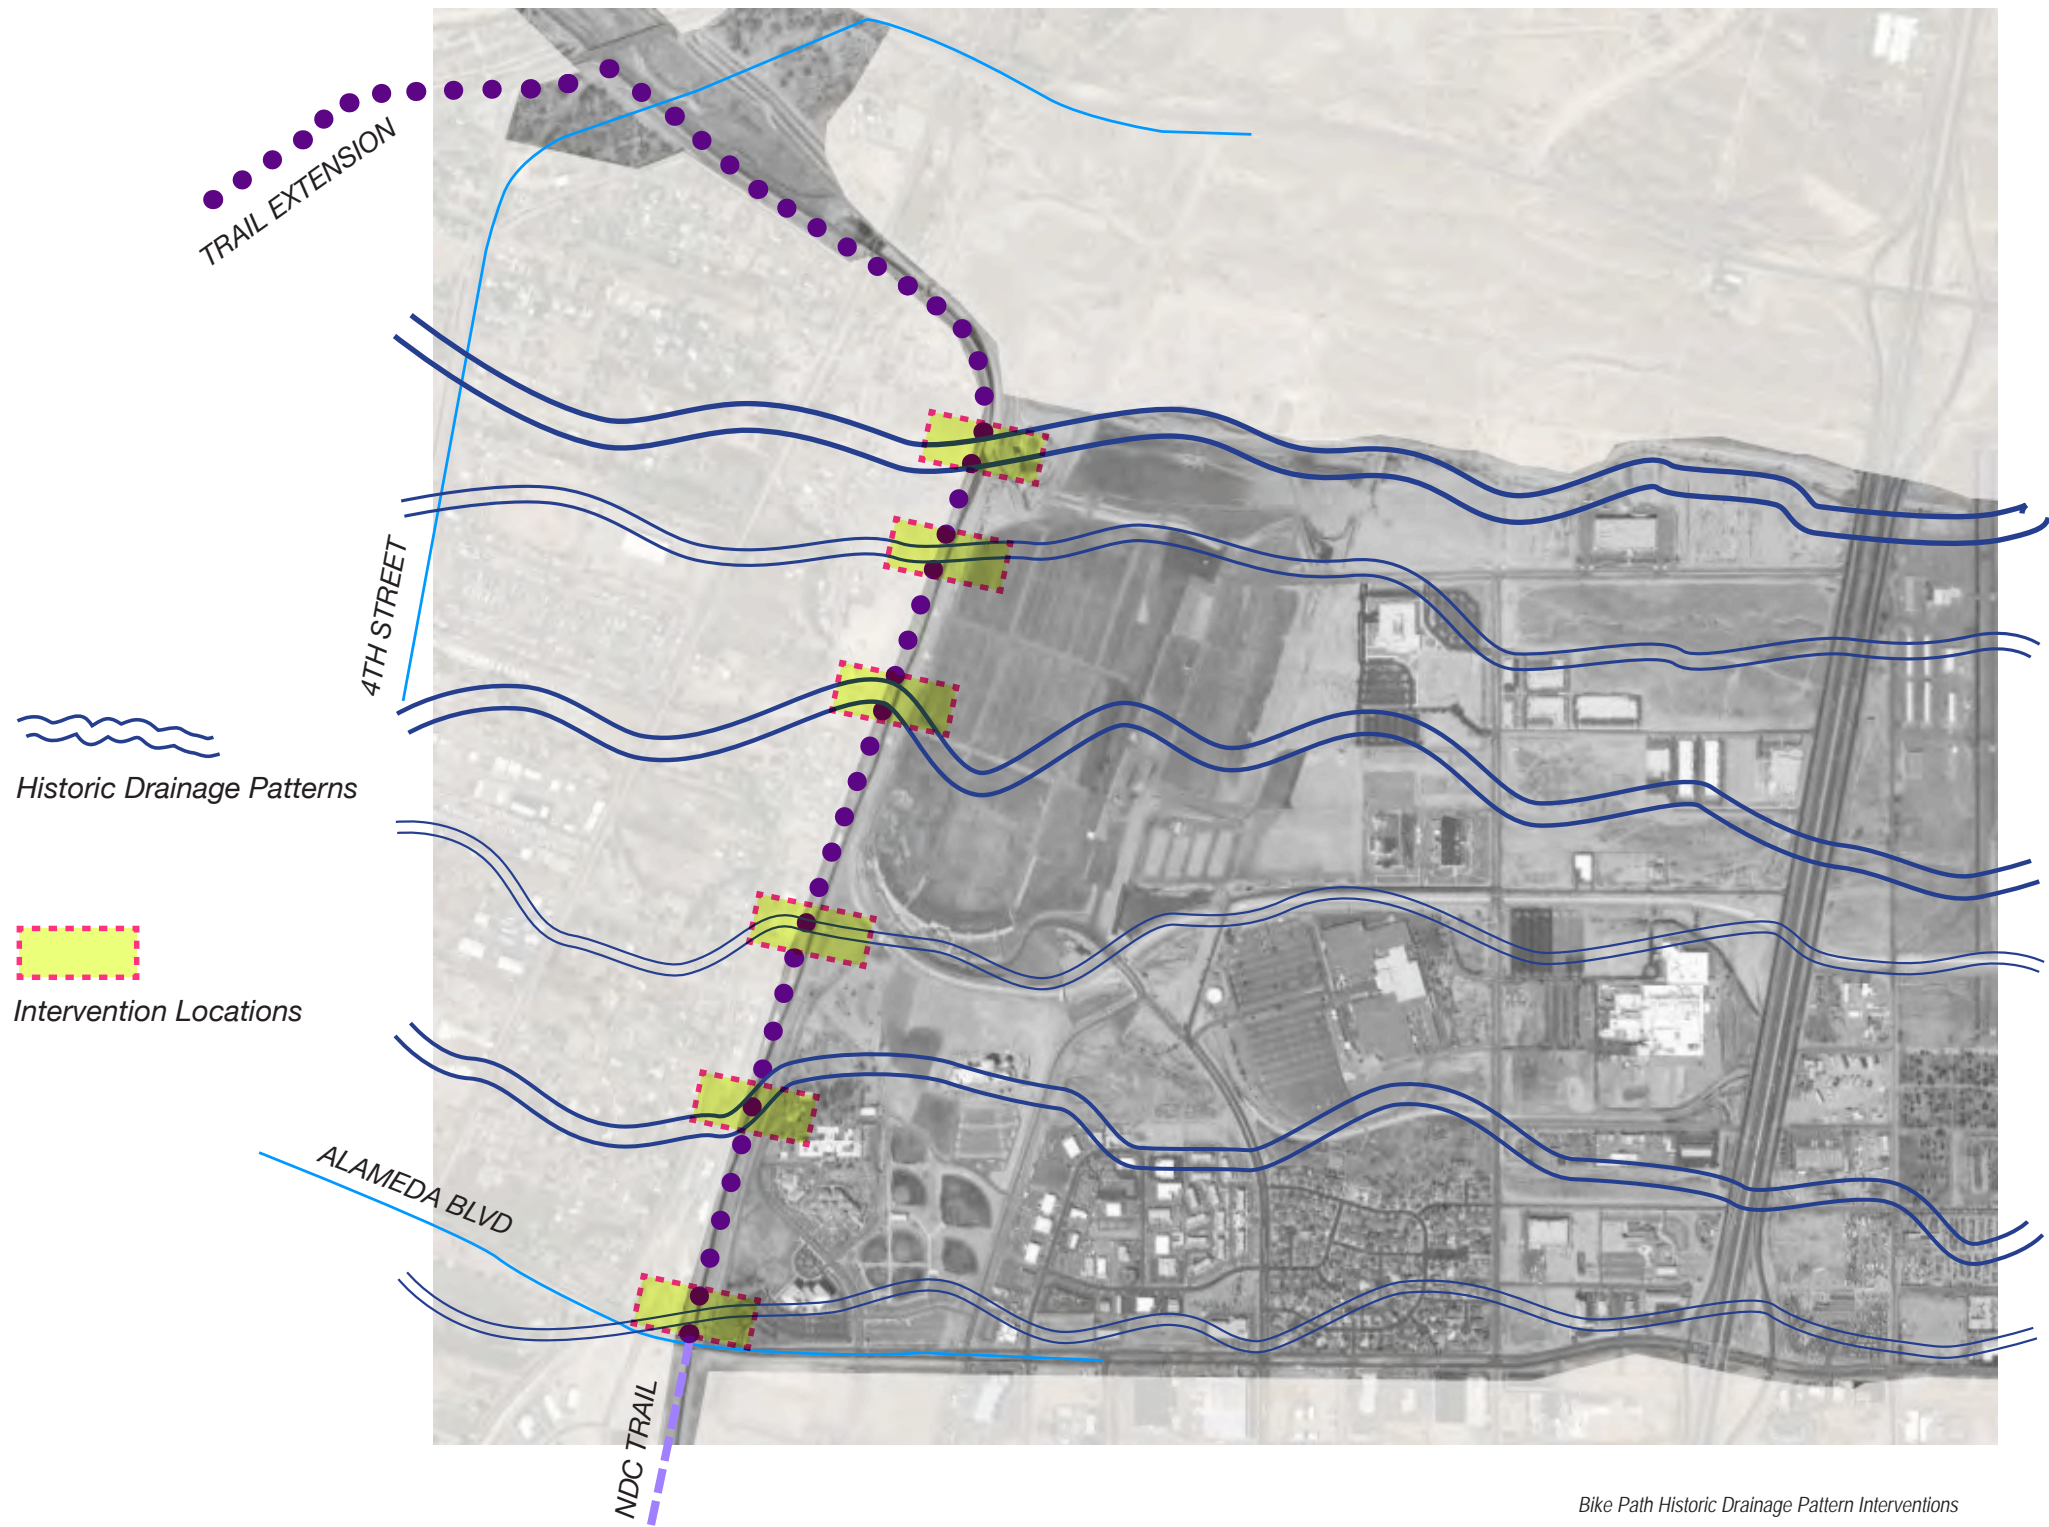 TRAIL EXTENSION
4TH STREET
Historic Drainage Patterns
Intervention Locations
ALAMEDA BLVD
NDC TRAIL
Bike Path Historic Drainage Pattern Interventions